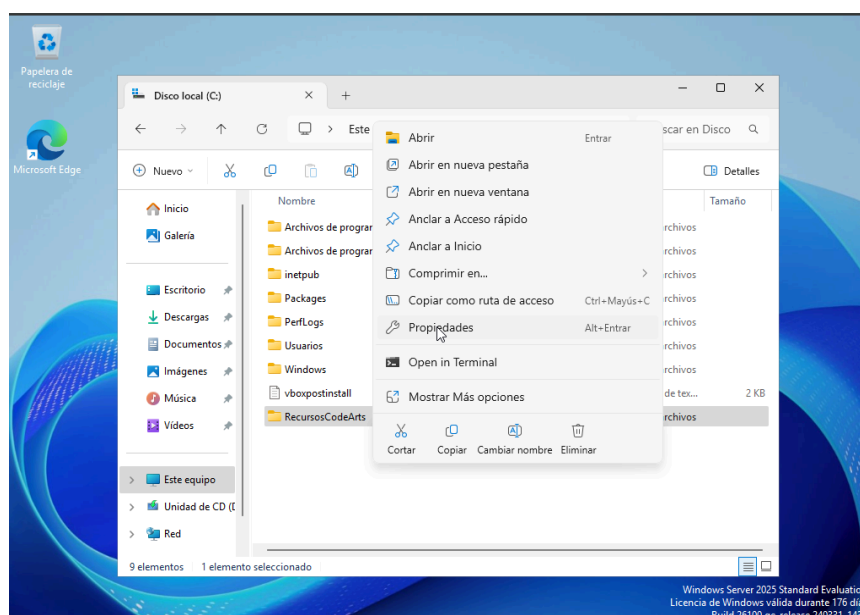 Papelera de
reciclaje
Microsoft Edge
Disco local (C:)
Este
scar en Disco
Nuevo
Detalles
Inicio
Galería
Escritorio
Descargas
Documentos
Imágenes
Música
Vídeos
Este equipo
Unidad de CD (D
Red
Nombre
Tamaño
Archivos de progra
rchivos
Archivos de progra
rchivos
inetpub
rchivos
Packages
rchivos
PerfLogs
rchivos
Usuarios
rchivos
Windows
rchivos
vboxpostinstall
de tex...
2 KB
RecursosCodeArts
rchivos
Abrir
Entrar
Abrir en nueva pestaña
Abrir en nueva ventana
Anclar a Acceso rápido
Anclar a Inicio
Comprimir en...
Copiar como ruta de acceso
Ctrl+Mayús+C
Propiedades
Alt+Entrar
Open in Terminal
Mostrar Más opciones
Cortar
Copiar
Cambiar nombre
Eliminar
9 elementos
1 elemento seleccionado
Windows Server 2025 Standard Evaluatio
Licencia de Windows válida durante 176 dí